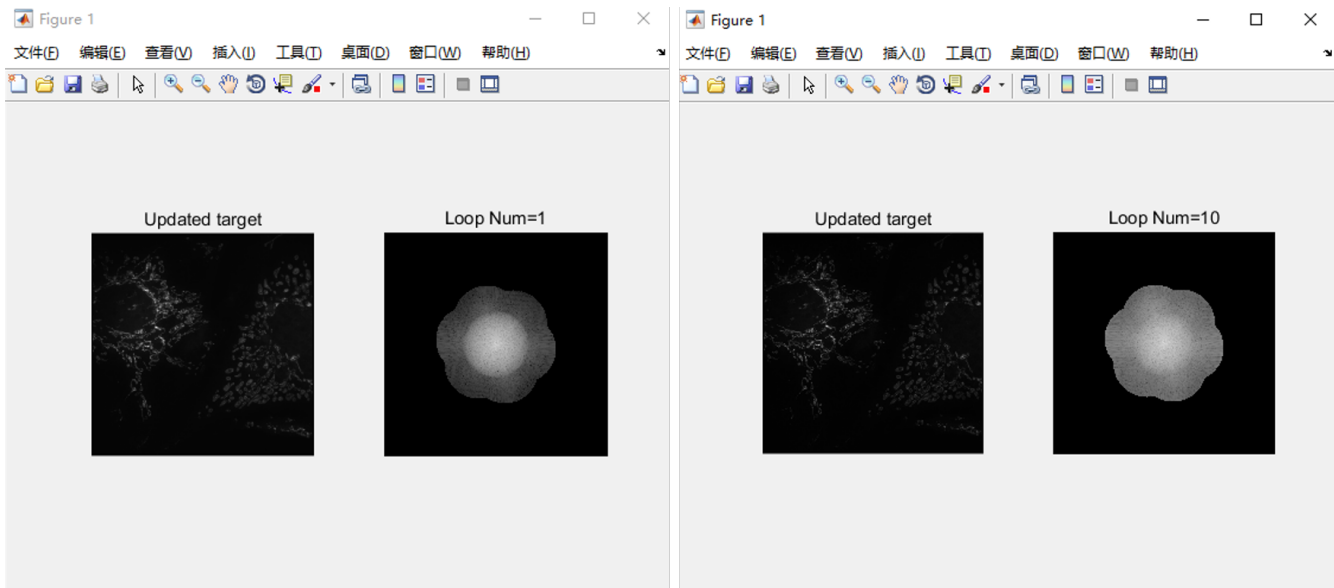 Figure 1
文件(F) 编辑(E) 查看(V) 插入(I) 工具(T) 桌面(D) 窗口(W) 帮助(H)
Updated target
Loop Num=1
Figure 1
文件(F) 编辑(E) 查看(V) 插入(I) 工具(T) 桌面(D) 窗口(W) 帮助(H)
Updated target
Loop Num=10